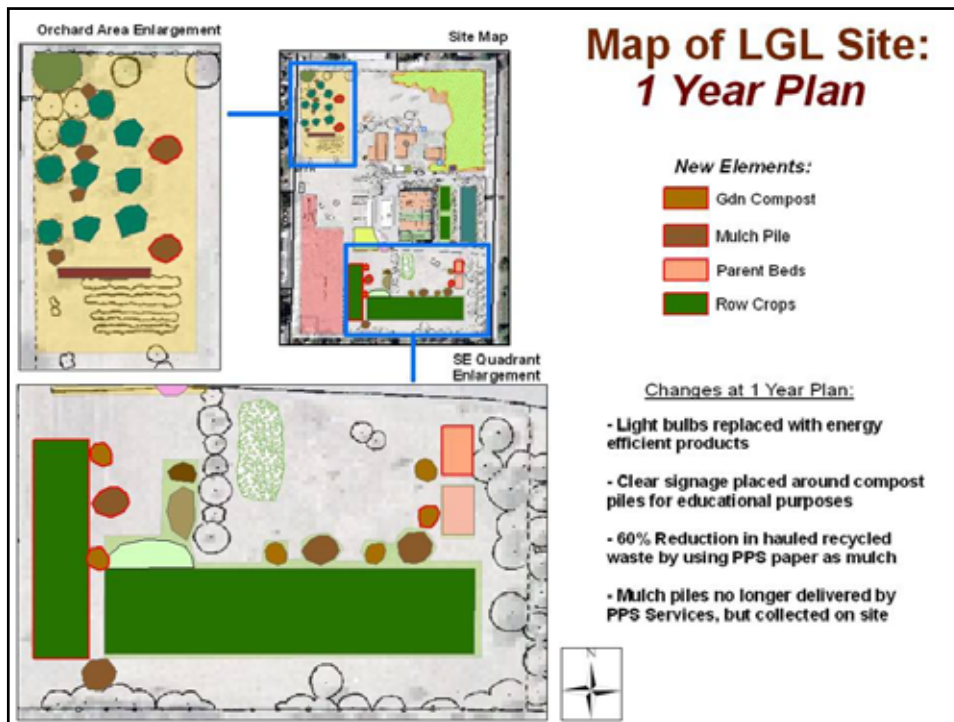 Orchard Area Enlargement
Site Map
Map of LGL Site:
1 Year Plan
New Elements:
Gdn Compost
Mulch Pile
Parent Beds
Row Crops
SE Quadrant
Enlargement
Changes at 1 Year Plan:
- Light bulbs replaced with energy
efficient products
- Clear signage placed around compost
piles for educational purposes
- 60% Reduction in hauled recycled
waste by using PPS paper as mulch
- Mulch piles no longer delivered by
PPS Services, but collected on site
N